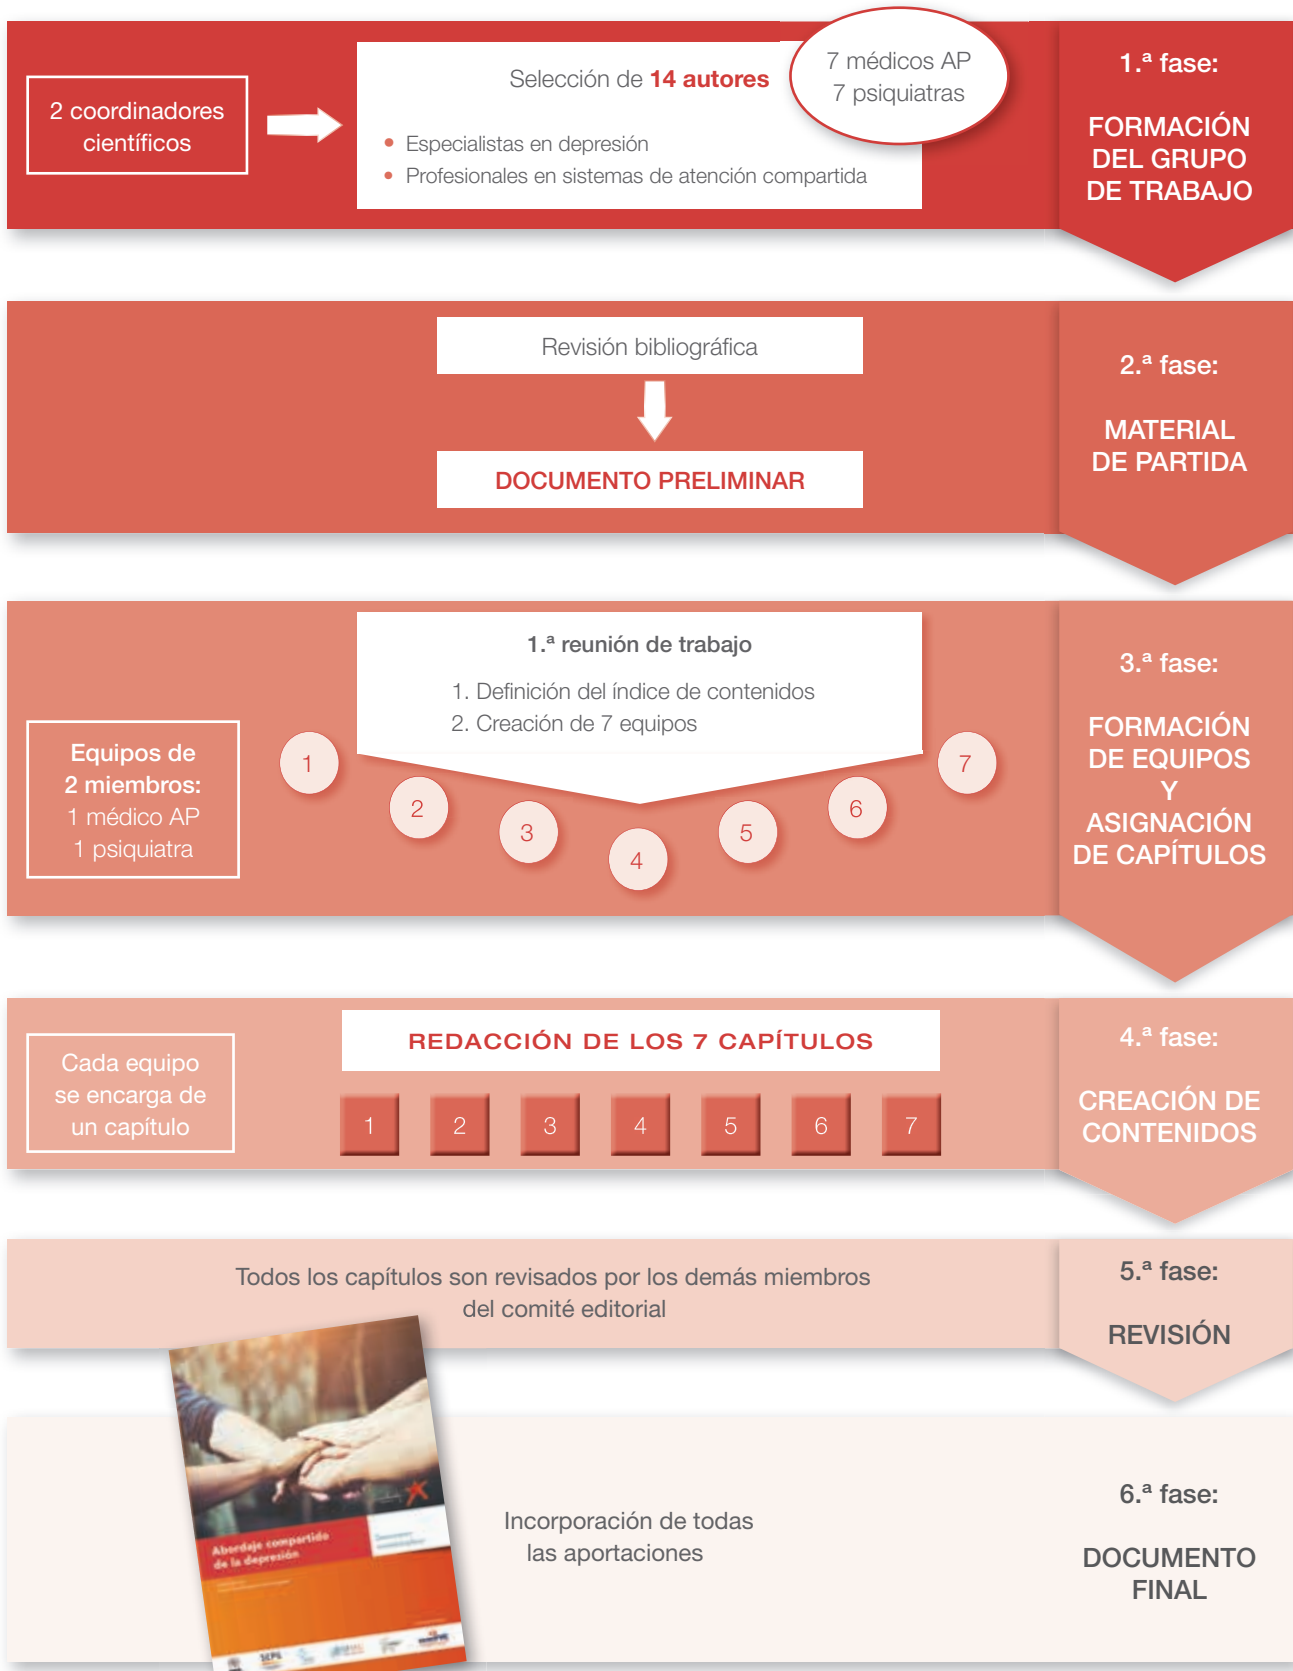 2 coordinadores
científicos
Selección de 14 autores
• Especialistas en depresión
• Profesionales en sistemas de atención compartida
7 médicos AP
7 psiquiatras
1.ª fase:
FORMACIÓN
DEL GRUPO
DE TRABAJO
Revisión bibliográfica
DOCUMENTO PRELIMINAR
2.ª fase:
MATERIAL
DE PARTIDA
1.ª reunión de trabajo
1. Definición del índice de contenidos
2. Creación de 7 equipos
Equipos de
2 miembros:
1 médico AP
1 psiquiatra
1
2
3
4
5
6
7
3.ª fase:
FORMACIÓN
DE EQUIPOS
Y
ASIGNACIÓN
DE CAPÍTULOS
Cada equipo
se encarga de
un capítulo
REDACCIÓN DE LOS 7 CAPÍTULOS
1 2 3 4 5 6 7
4.ª fase:
CREACIÓN DE
CONTENIDOS
Todos los capítulos son revisados por los demás miembros
del comité editorial
5.ª fase:
REVISIÓN
Abordaje compartido
de la depresión
Incorporación de todas
las aportaciones
6.ª fase:
DOCUMENTO
FINAL